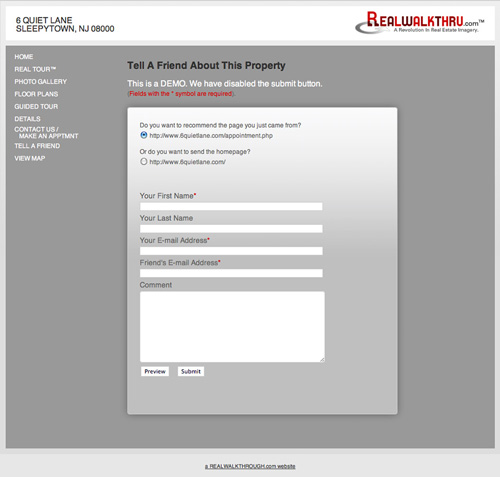 6 QUIET LANE
SLEEPYTOWN, NJ 08000
REALWALKTHRU.COM™
A Revolution In Real Estate Imagery.
HOME
REAL TOUR™
PHOTO GALLERY
FLOOR PLANS
GUIDED TOUR
DETAILS
CONTACT US /
MAKE AN APPTMNT
TELL A FRIEND
VIEW MAP
Tell A Friend About This Property
This is a DEMO. We have disabled the submit button.
(Fields with the * symbol are required).
Do you want to recommend the page you just came from?
http://www.6quietlane.com/appointment.php
Or do you want to send the homepage?
http://www.6quietlane.com/
Your First Name*
Your Last Name
Your E-mail Address*
Friend's E-mail Address*
Comment
Preview Submit
a REALWALKTHROUGH.com website